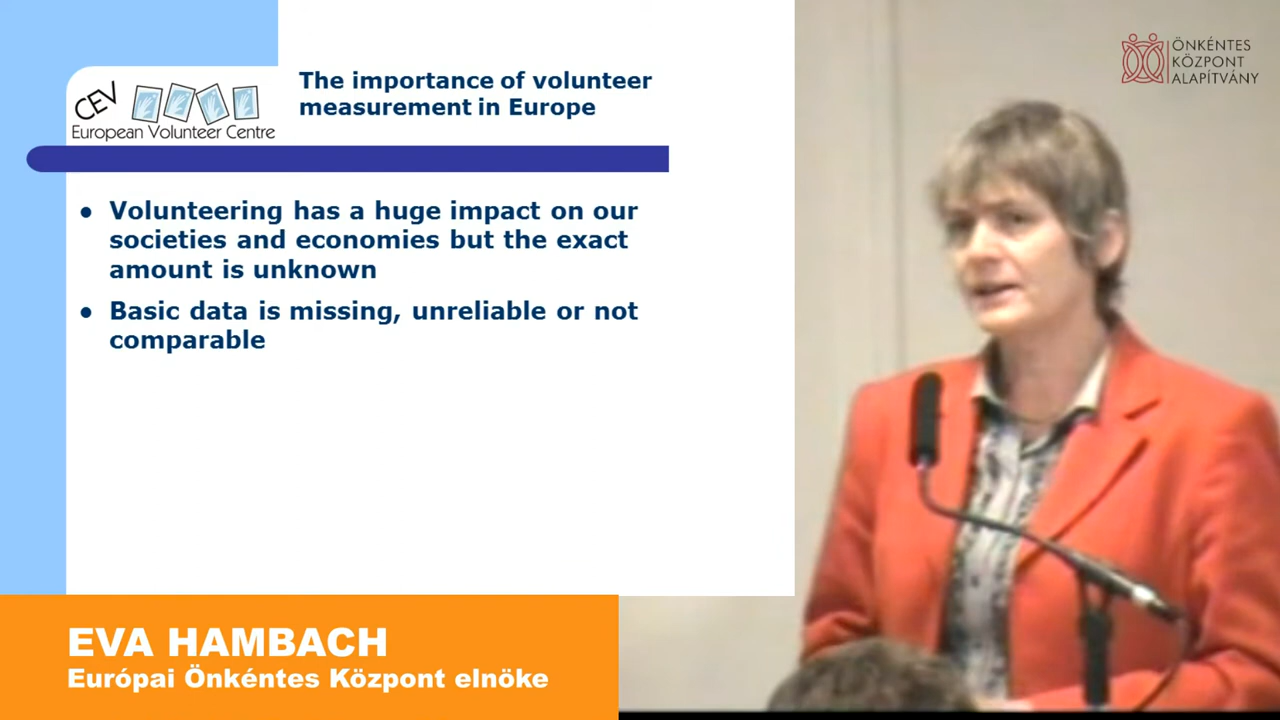 CEV
European Volunteer Centre
The importance of volunteer
measurement in Europe
ÖNKÉNTES
KÖZPONT
ALAPÍTVÁNY
● Volunteering has a huge impact on our
societies and economies but the exact
amount is unknown
● Basic data is missing, unreliable or not
comparable
EVA HAMBACH
Európai Önkéntes Központ elnöke